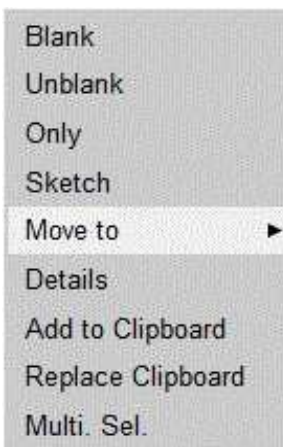 Blank
Unblank
Only
Sketch
Move to
Details
Add to Clipboard
Replace Clipboard
Multi. Sel.